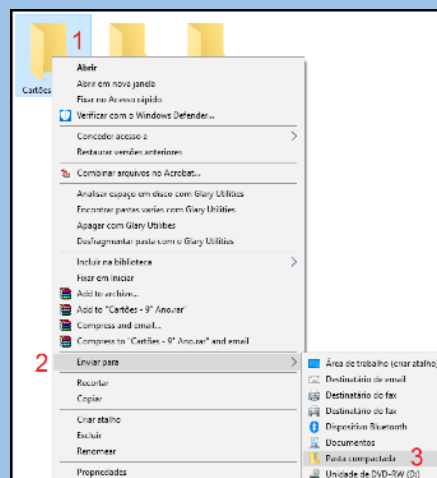 1
Cartões
Abrir
Abrir em nova janela
Fixar no Acesso rápido
Verificar com o Windows Defender...
Conceder acesso a
Restaurar versões anteriores
Combinar arquivos no Acrobat...
Analisar espaço em disco com Glary Utilities
Encontrar pastas varias com Glary Utilities
Apagar com Glary Utilities
Desfragmentar pasta com o Glary Utilities
Incluir na biblioteca
Fixar em Iniciar
Add to archive...
Add to "Cartões - 9° Ano.rar"
Compress and email...
Compress to "Cartões - 9° Ano.rar" and email
2 Enviar para
Recortar
Copiar
Criar atalho
Excluir
Renomear
Propriedades
Área de trabalho (criar atalho)
Destinatário de email
Destinatário do fax
Destinatário do fax
Dispositivo Bluetooth
Documentos
Pasta compactada 3
Unidade de DVD-RW (D:)